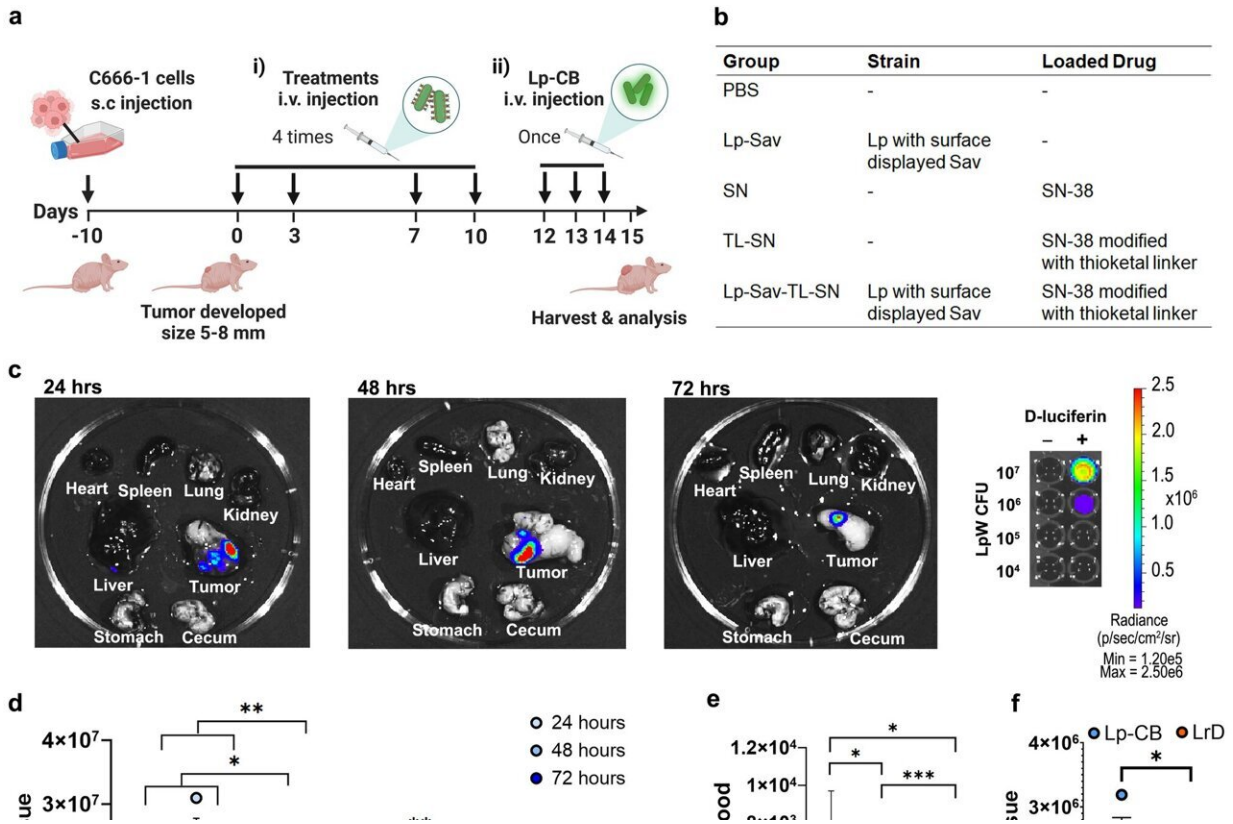 a
C666-1 cells
s.c injection
i)
Treatments
i.v. injection
4 times
ii)
Lp-CB
i.v. injection
Once
Days
-10 0 3 7 10 12 13 14 15
Tumor developed
size 5-8 mm
Harvest & analysis
b
Group Strain Loaded Drug
PBS - -
Lp-Sav Lp with surface displayed Sav -
SN - SN-38
TL-SN - SN-38 modified with thioketal linker
Lp-Sav-TL-SN Lp with surface displayed Sav SN-38 modified with thioketal linker
c
24 hrs
Heart Spleen Lung
Kidney
Liver Tumor
Stomach Cecum
48 hrs
Heart Spleen Lung Kidney
Liver Tumor
Stomach Cecum
72 hrs
Heart Spleen Lung Kidney
Liver Tumor
Stomach Cecum
D-luciferin
– +
LpW CFU
10⁷
10⁶
10⁵
10⁴
2.5
2.0
1.5
x10⁶
1.0
0.5
Radiance
(p/sec/cm²/sr)
Min = 1.20e5
Max = 2.50e6
d
**
*
4×10⁷
3×10⁷
24 hours
48 hours
72 hours
e
*
*
***
1.2×10⁴
1×10⁴
ood
f
Lp-CB LrD
*
4×10⁶
3×10⁶